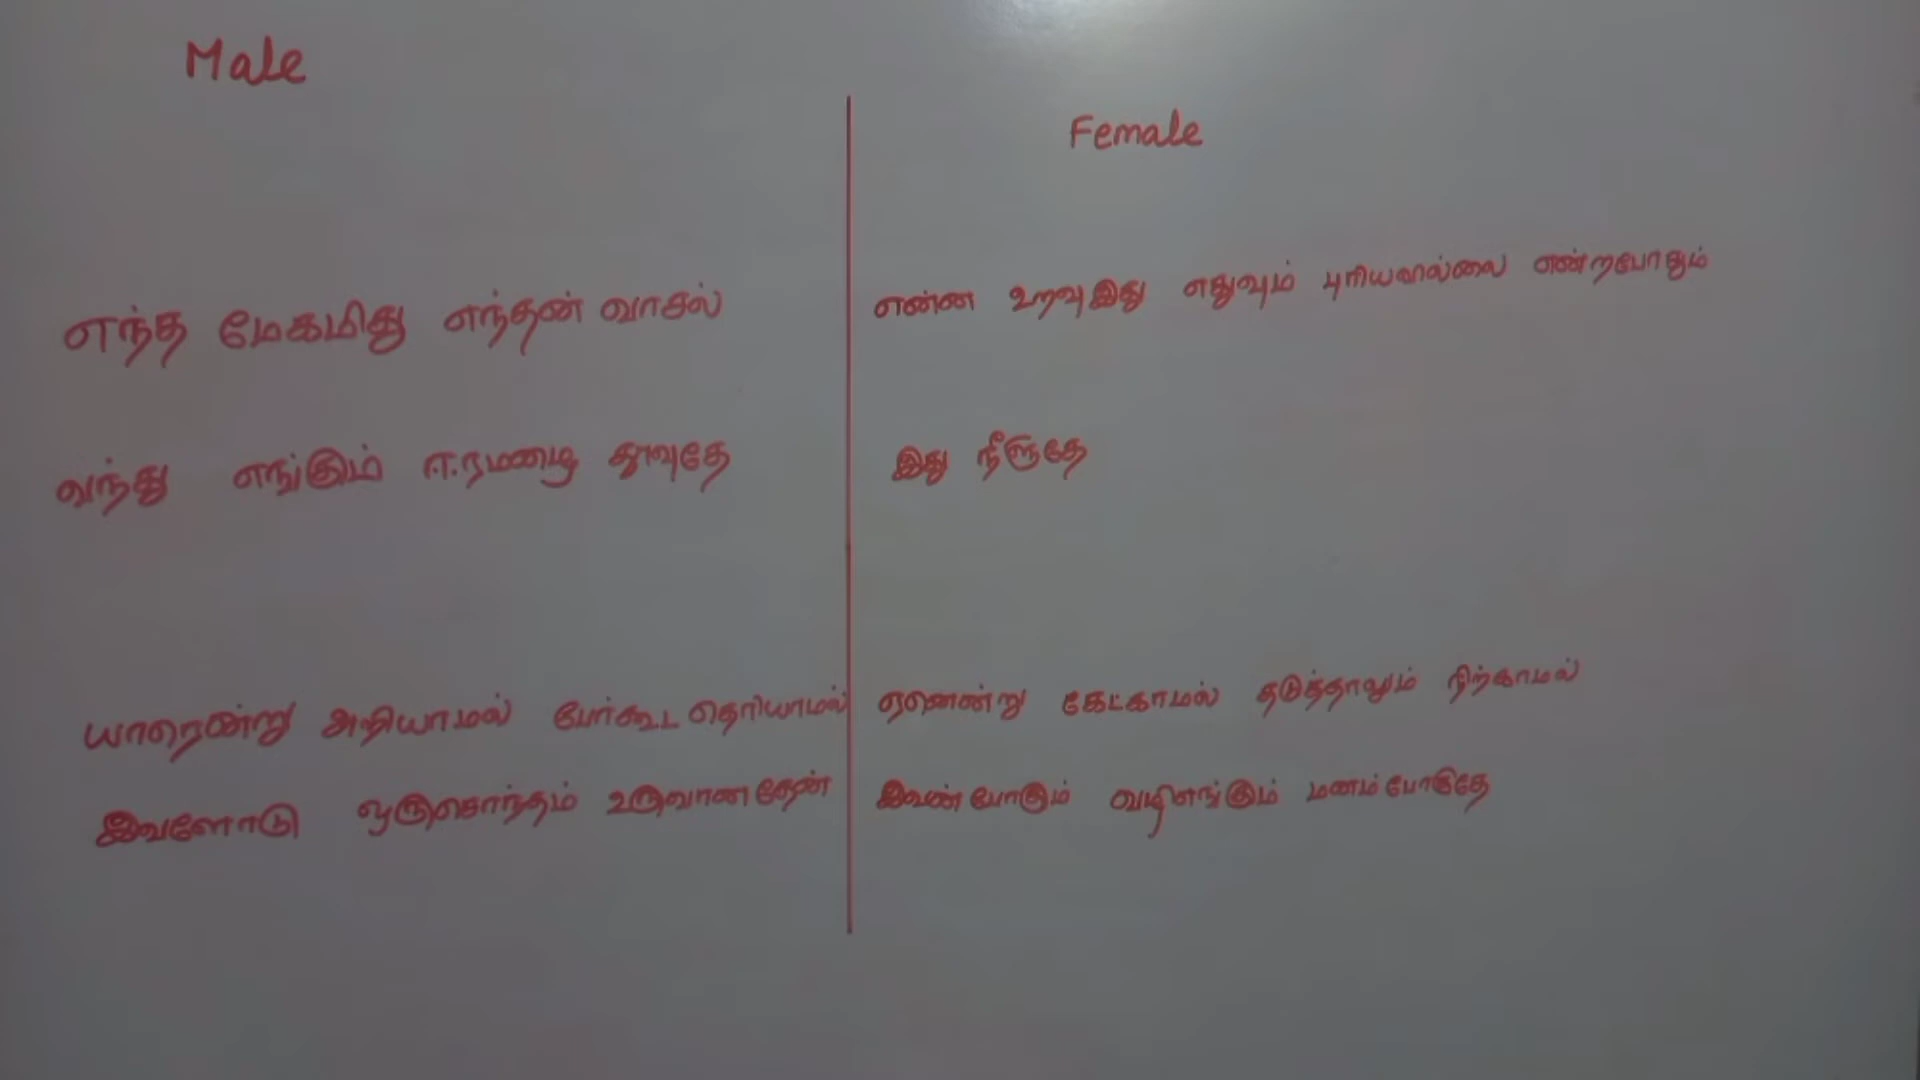 Male
எந்த மேகமிது எந்தன் வாசல்
வந்து எங்கும் ஈரமழை தூவுதே
யாரென்று அறியாமல் பேர்கூட தெரியாமல்
இவளோடு ஒருசொந்தம் உருவானதேன்
Female
என்ன உறவுஇது எதுவும் புரியவில்லை என்றபோதும்
இது நீளுதே
ஏனென்று கேட்காமல் தடுத்தாலும் நிற்காமல்
இவன்போகும் வழிஎங்கும் மனம்போகுதே